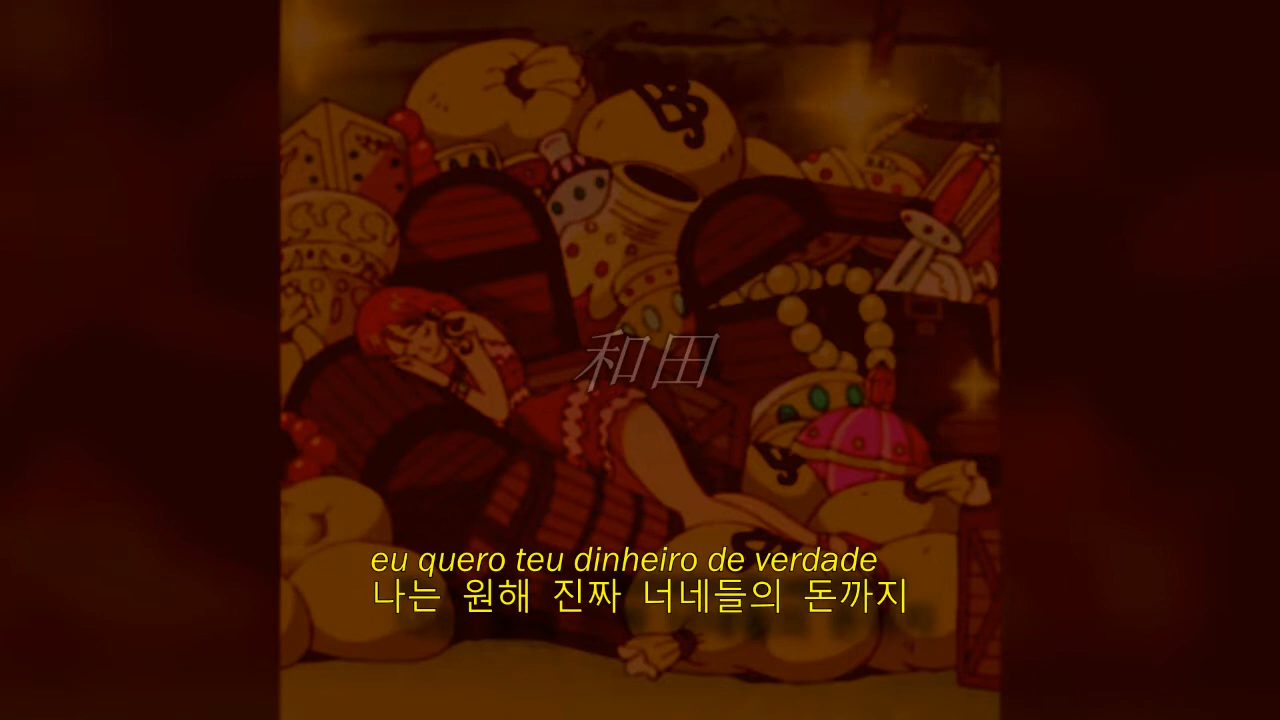 和田
eu quero teu dinheiro de verdade
나는 원해 진짜 너네들의 돈까지